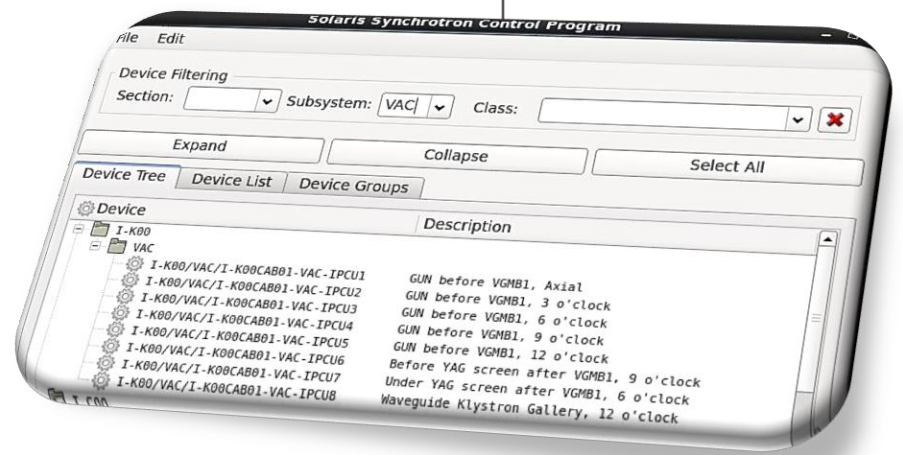 Solaris Synchrotron Control Program
File Edit
Device Filtering
Section: Subsystem: VAC Class:
Expand Collapse Select All
Device Tree Device List Device Groups
Device Description
I-K00
VAC
I-K00/VAC/I-K00CAB01-VAC-IPCU1 GUN before VGMB1, Axial
I-K00/VAC/I-K00CAB01-VAC-IPCU2 GUN before VGMB1, 3 o'clock
I-K00/VAC/I-K00CAB01-VAC-IPCU3 GUN before VGMB1, 6 o'clock
I-K00/VAC/I-K00CAB01-VAC-IPCU4 GUN before VGMB1, 9 o'clock
I-K00/VAC/I-K00CAB01-VAC-IPCU5 GUN before VGMB1, 12 o'clock
I-K00/VAC/I-K00CAB01-VAC-IPCU6 Before YAG screen after VGMB1, 9 o'clock
I-K00/VAC/I-K00CAB01-VAC-IPCU7 Under YAG screen after VGMB1, 6 o'clock
I-K00/VAC/I-K00CAB01-VAC-IPCU8 Waveguide Klystron Gallery, 12 o'clock